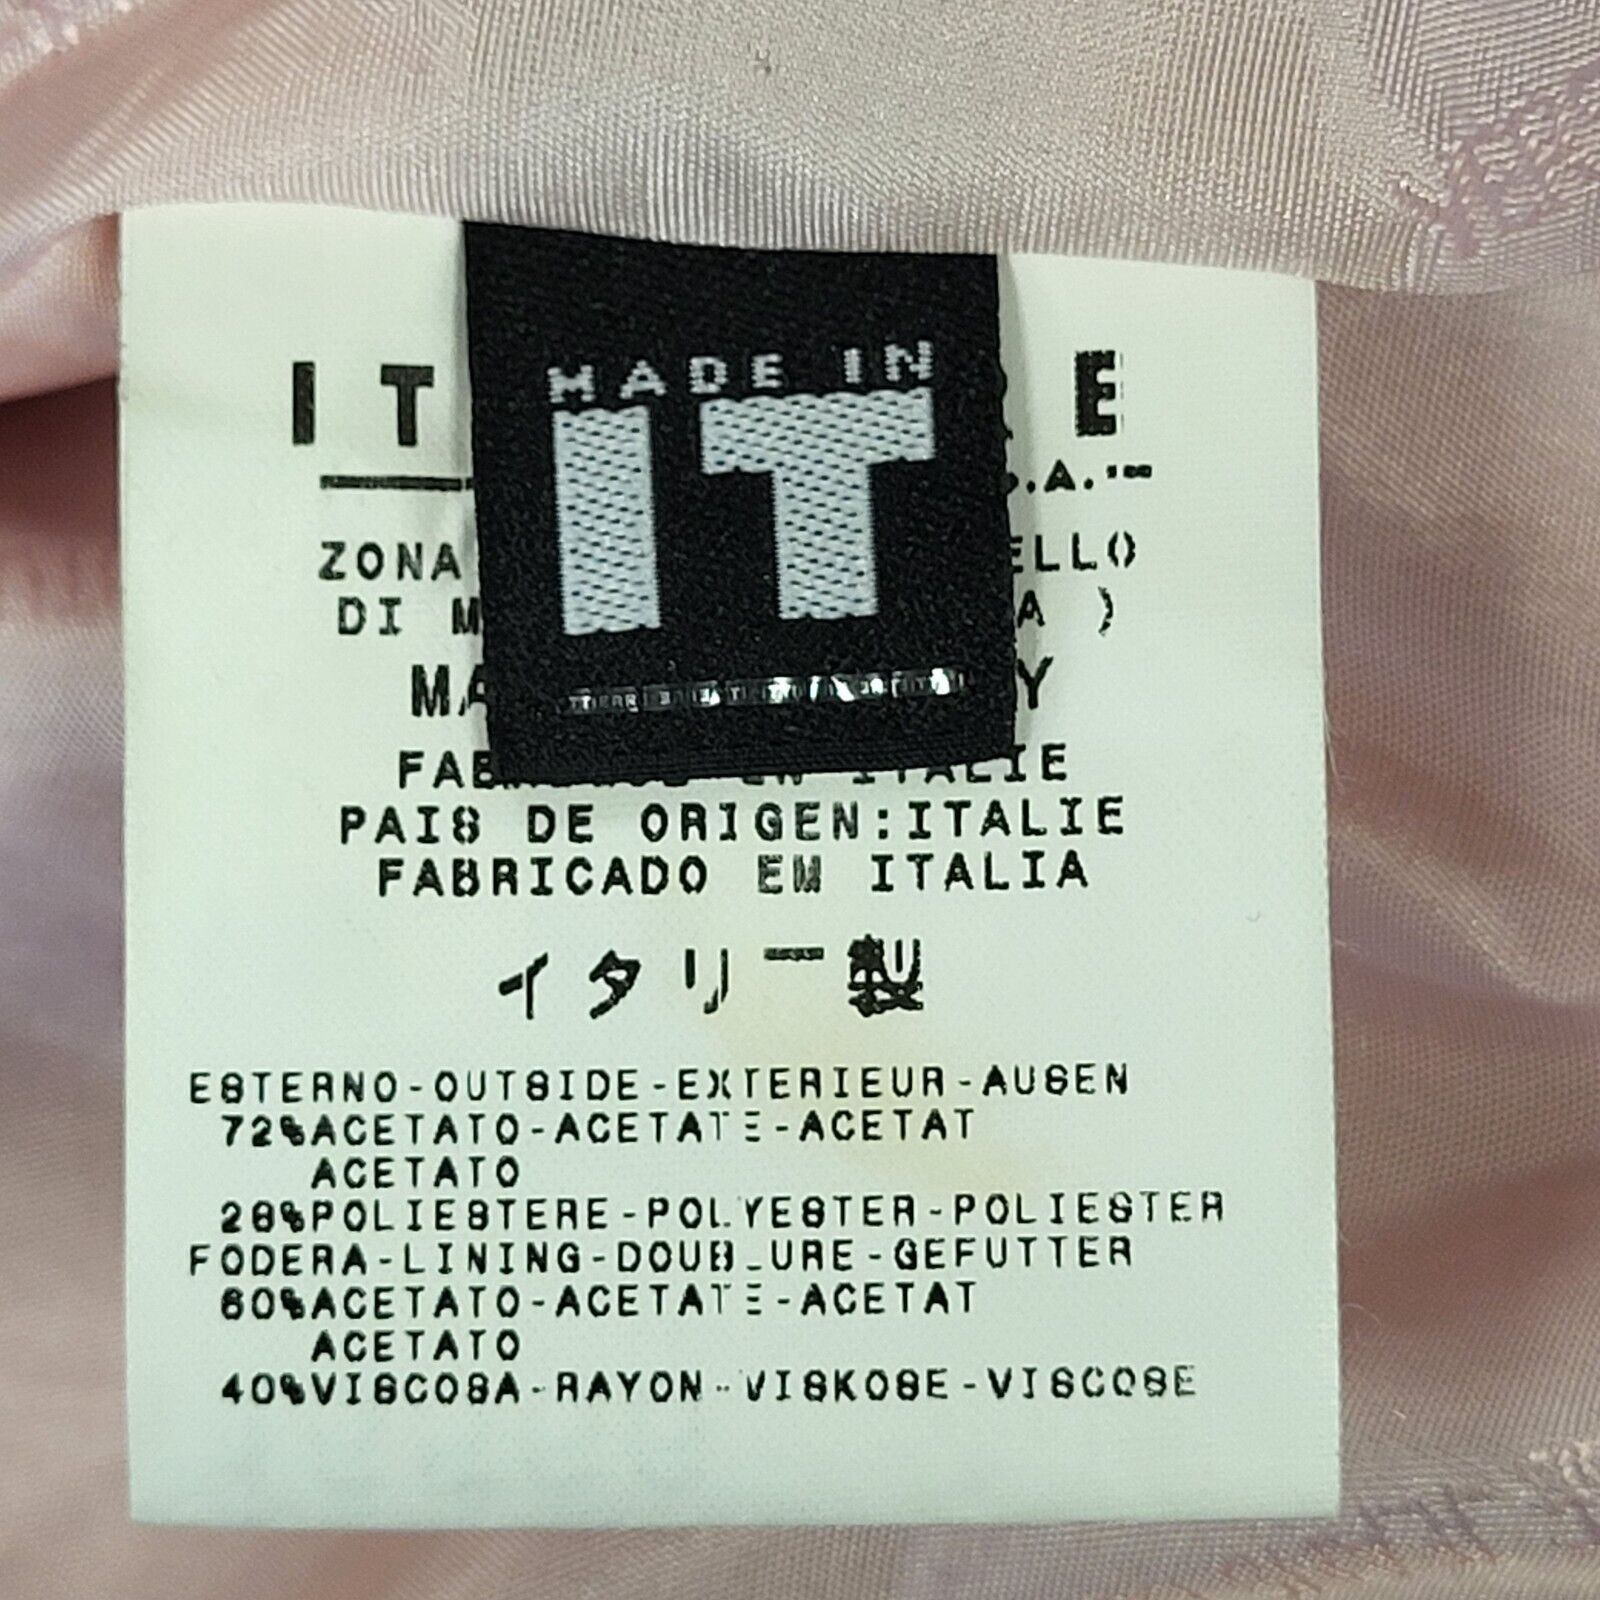 MADE IN
IT
ZONA
DI
PAIS DE ORIGEN:ITALIE
FABRICADO EM ITALIA
イタリー製
ESTERNO-OUTSIDE-EXTERIEUR-AUSEN
72%ACETATO-ACETATE-ACETAT
ACETATO
28%POLIESTERE-POLYESTER-POLIESTER
FODERA-LINING-DOUBLURE-GEFUTTER
60%ACETATO-ACETATE-ACETAT
ACETATO
40%VISCOSA-RAYON-VISKOSE-VISCOSE